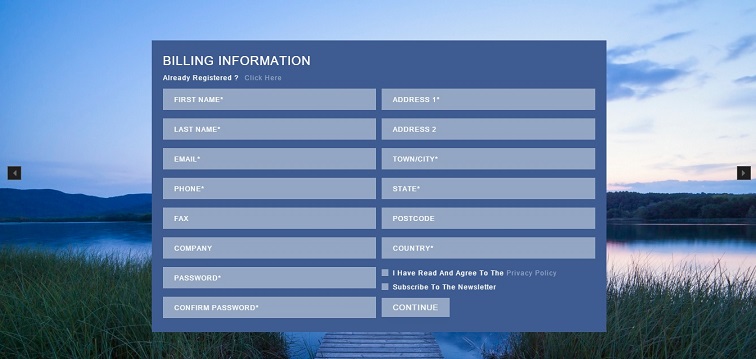 BILLING INFORMATION
Already Registered ? Click Here
FIRST NAME*
LAST NAME*
EMAIL*
PHONE*
FAX
COMPANY
PASSWORD*
CONFIRM PASSWORD*
ADDRESS 1*
ADDRESS 2
TOWN/CITY*
STATE*
POSTCODE
COUNTRY*
I Have Read And Agree To The Privacy Policy
Subscribe To The Newsletter
CONTINUE